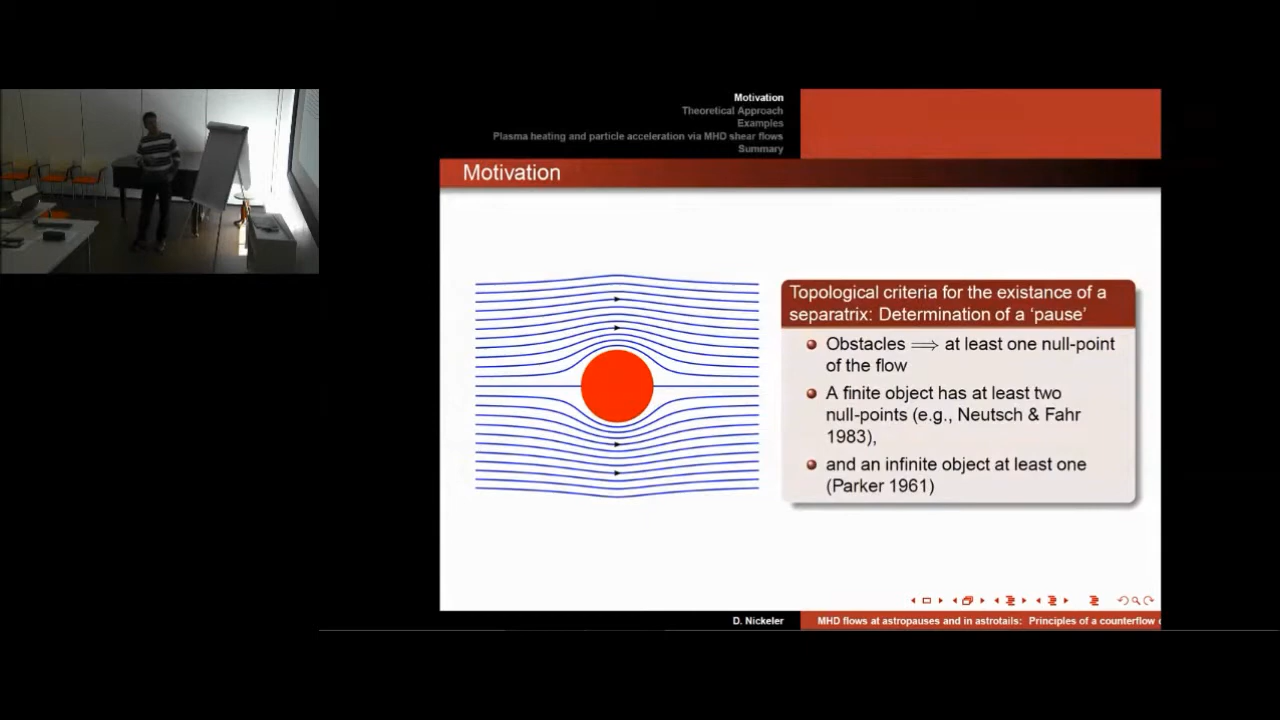 Motivation
Theoretical Approach
Examples
Plasma heating and particle acceleration via MHD shear flows
Summary
Motivation
Topological criteria for the existance of a
separatrix: Determination of a ‘pause’
Obstacles ⟹ at least one null-point
of the flow
A finite object has at least two
null-points (e.g., Neutsch & Fahr
1983),
and an infinite object at least one
(Parker 1961)
D. Nickeler
MHD flows at astropauses and in astrotails: Principles of a counterflow